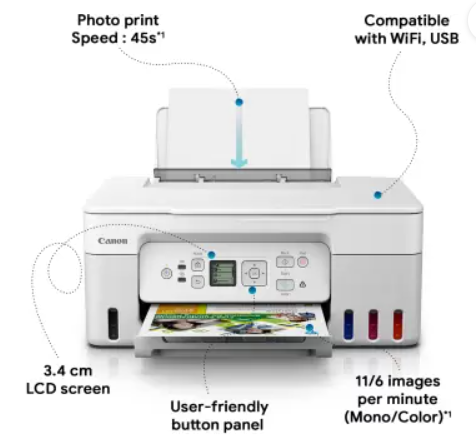 Photo print
Speed : 45s*1
Compatible
with WiFi, USB
Canon
3.4 cm
LCD screen
User-friendly
button panel
11/6 images
per minute
(Mono/Color)*1